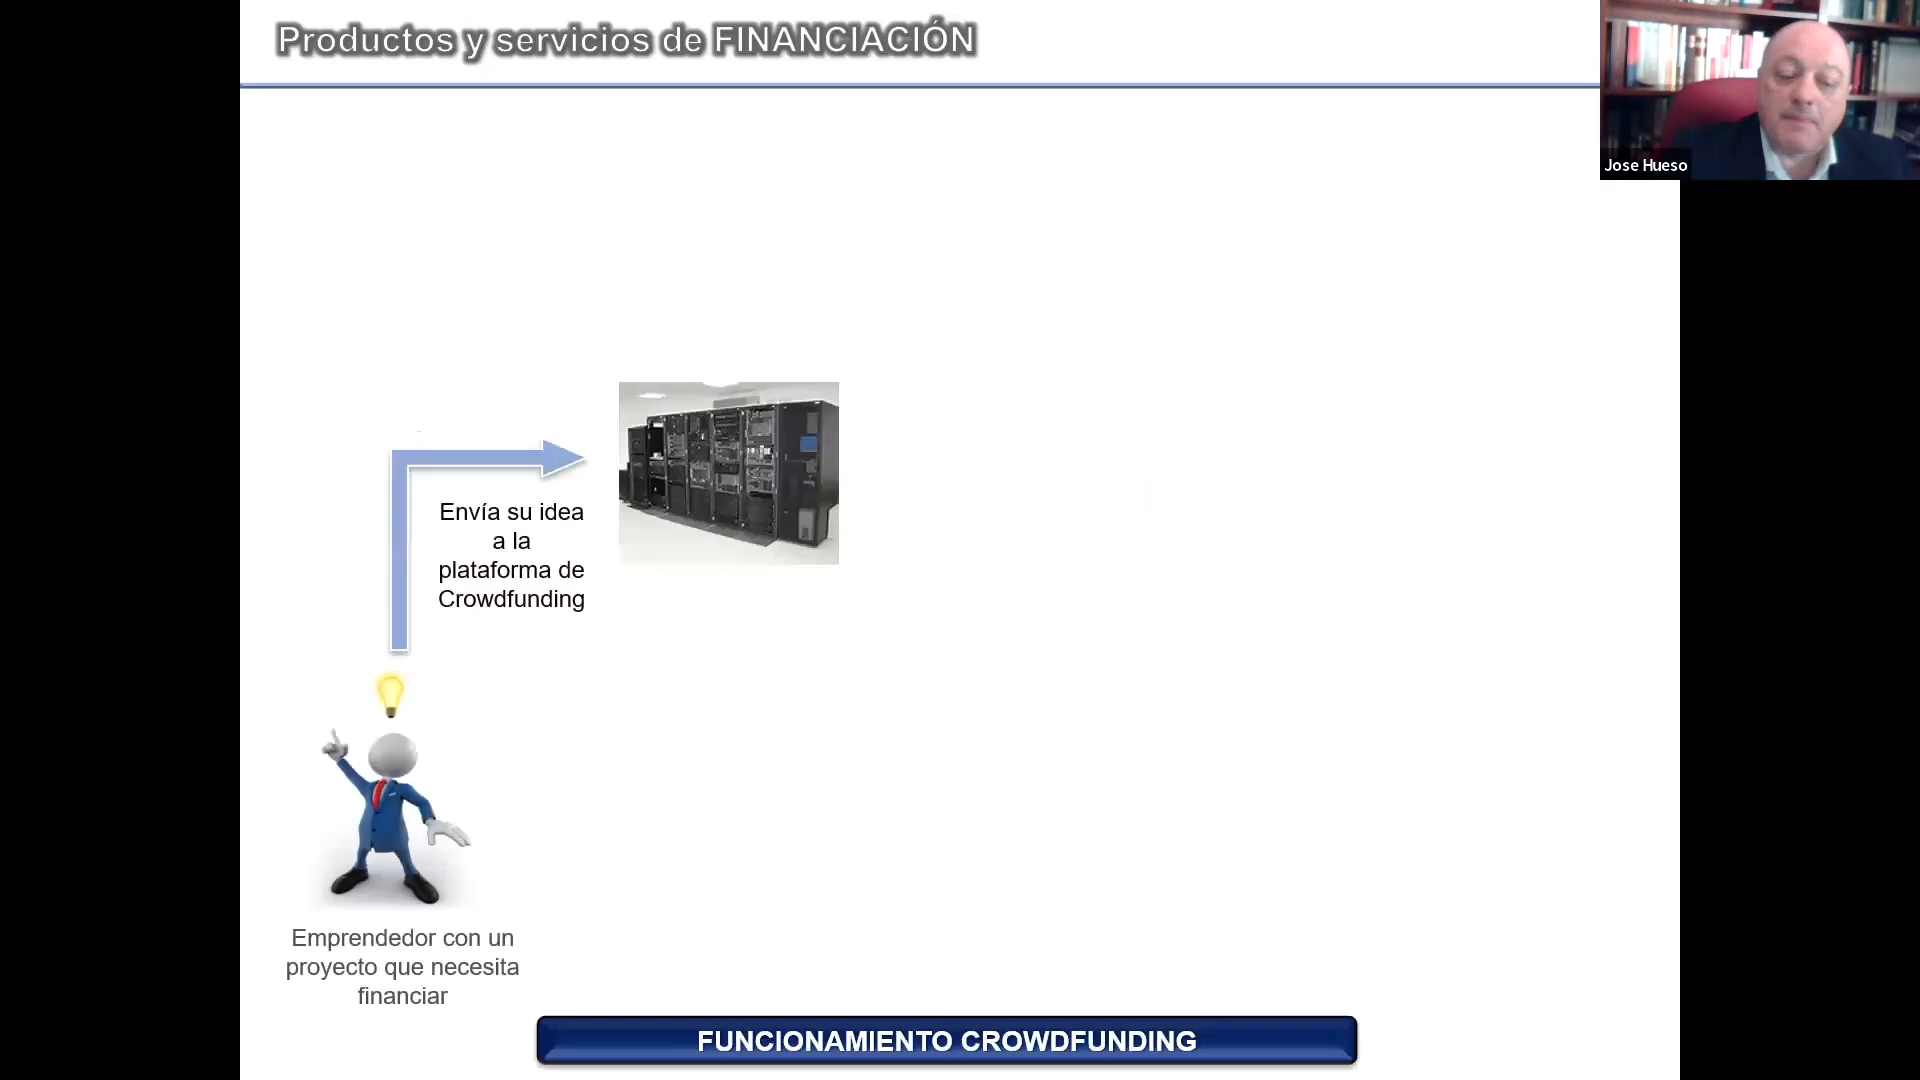 Productos y servicios de FINANCIACIÓN
Jose Hueso
Envía su idea
a la
plataforma de
Crowdfunding
Emprendedor con un
proyecto que necesita
financiar
FUNCIONAMIENTO CROWDFUNDING